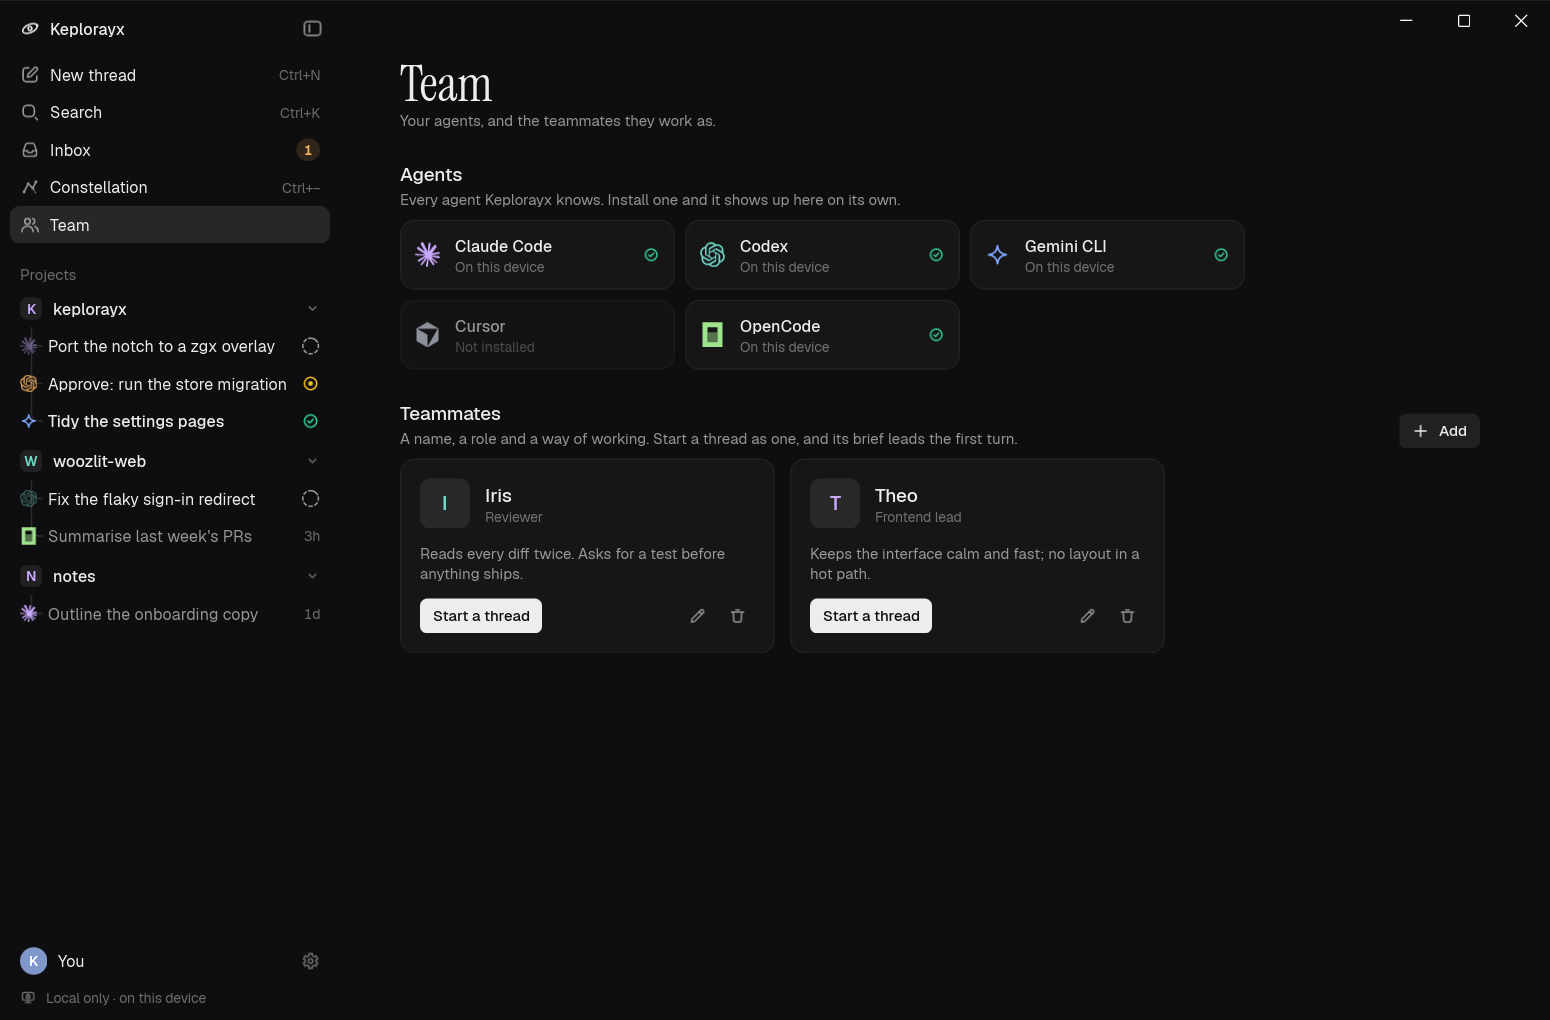 Keplorayx
New thread Ctrl+N
Search Ctrl+K
Inbox 1
Constellation Ctrl+−
Team
Projects
K keplorayx
Port the notch to a zgx overlay
Approve: run the store migration
Tidy the settings pages
W woozlit-web
Fix the flaky sign-in redirect
Summarise last week's PRs 3h
N notes
Outline the onboarding copy 1d
K You
Local only · on this device
Team
Your agents, and the teammates they work as.
Agents
Every agent Keplorayx knows. Install one and it shows up here on its own.
Claude Code
On this device
Codex
On this device
Gemini CLI
On this device
Cursor
Not installed
OpenCode
On this device
Teammates
A name, a role and a way of working. Start a thread as one, and its brief leads the first turn.
Add
I
Iris
Reviewer
Reads every diff twice. Asks for a test before
anything ships.
Start a thread
T
Theo
Frontend lead
Keeps the interface calm and fast; no layout in a
hot path.
Start a thread